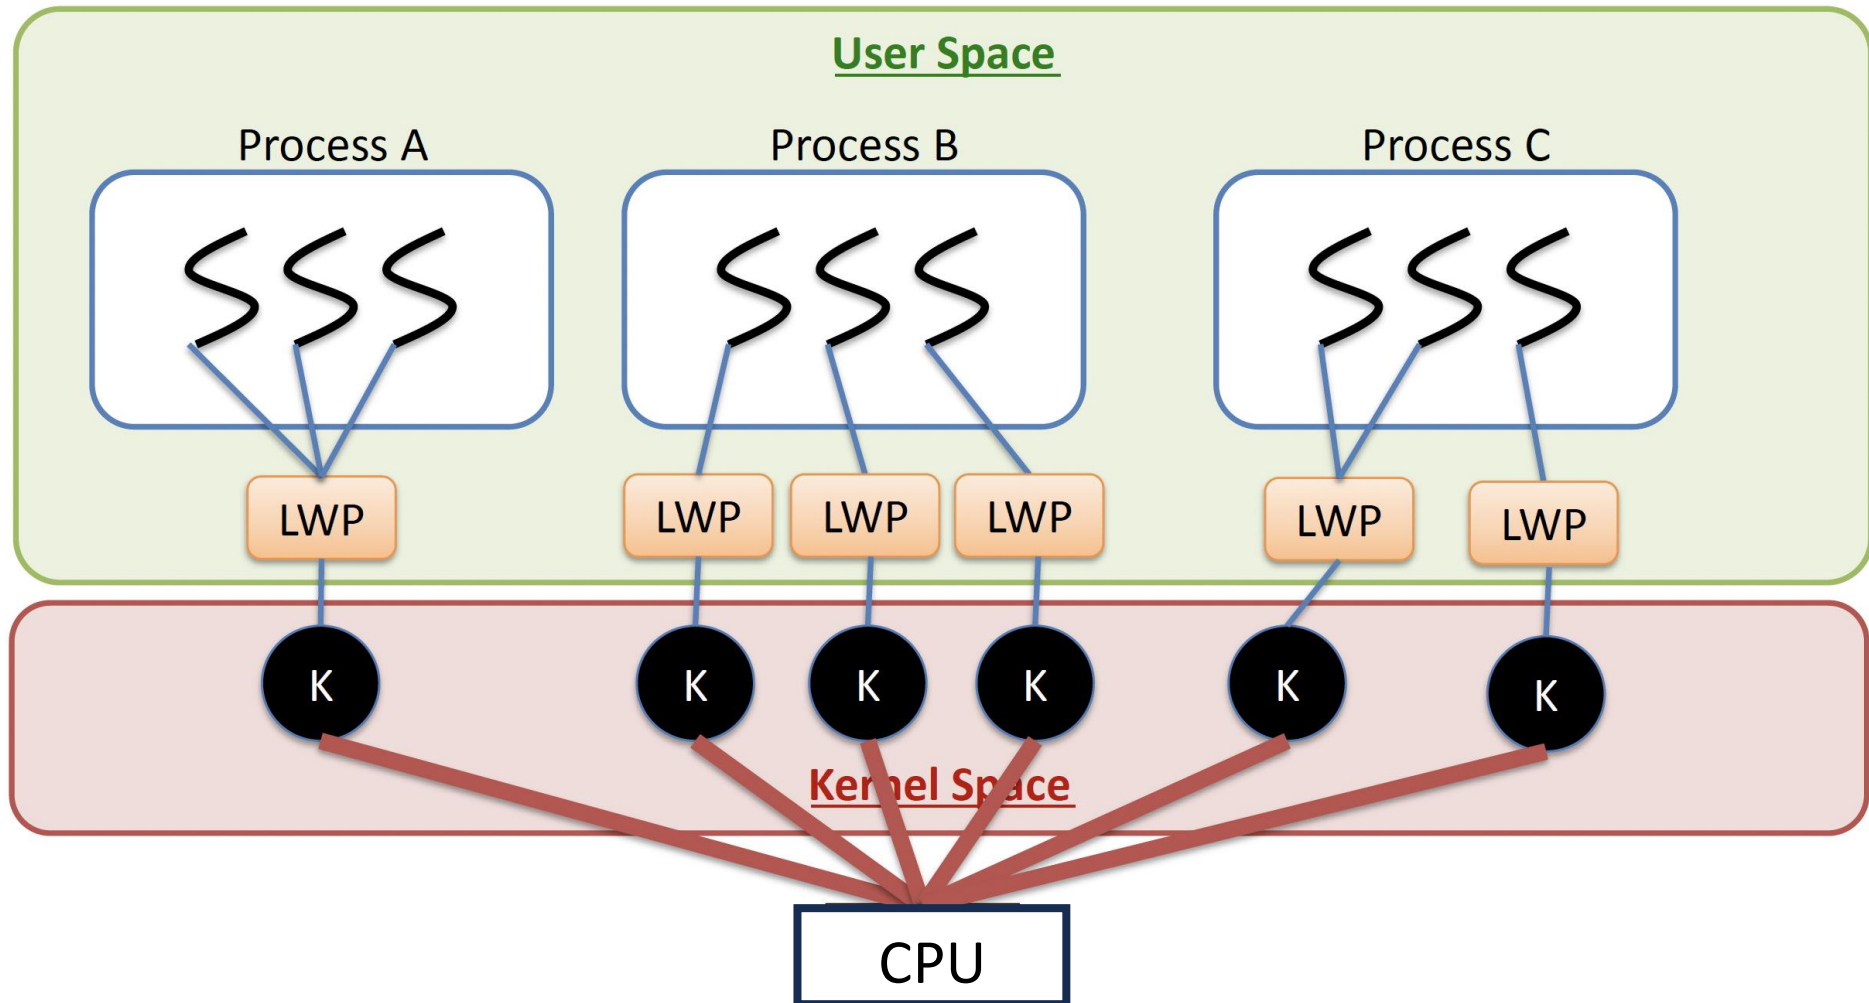 User Space
Process A
Process B
Process C
LWP
LWP
LWP
LWP
LWP
LWP
K
K
K
K
K
K
Kernel Space
CPU